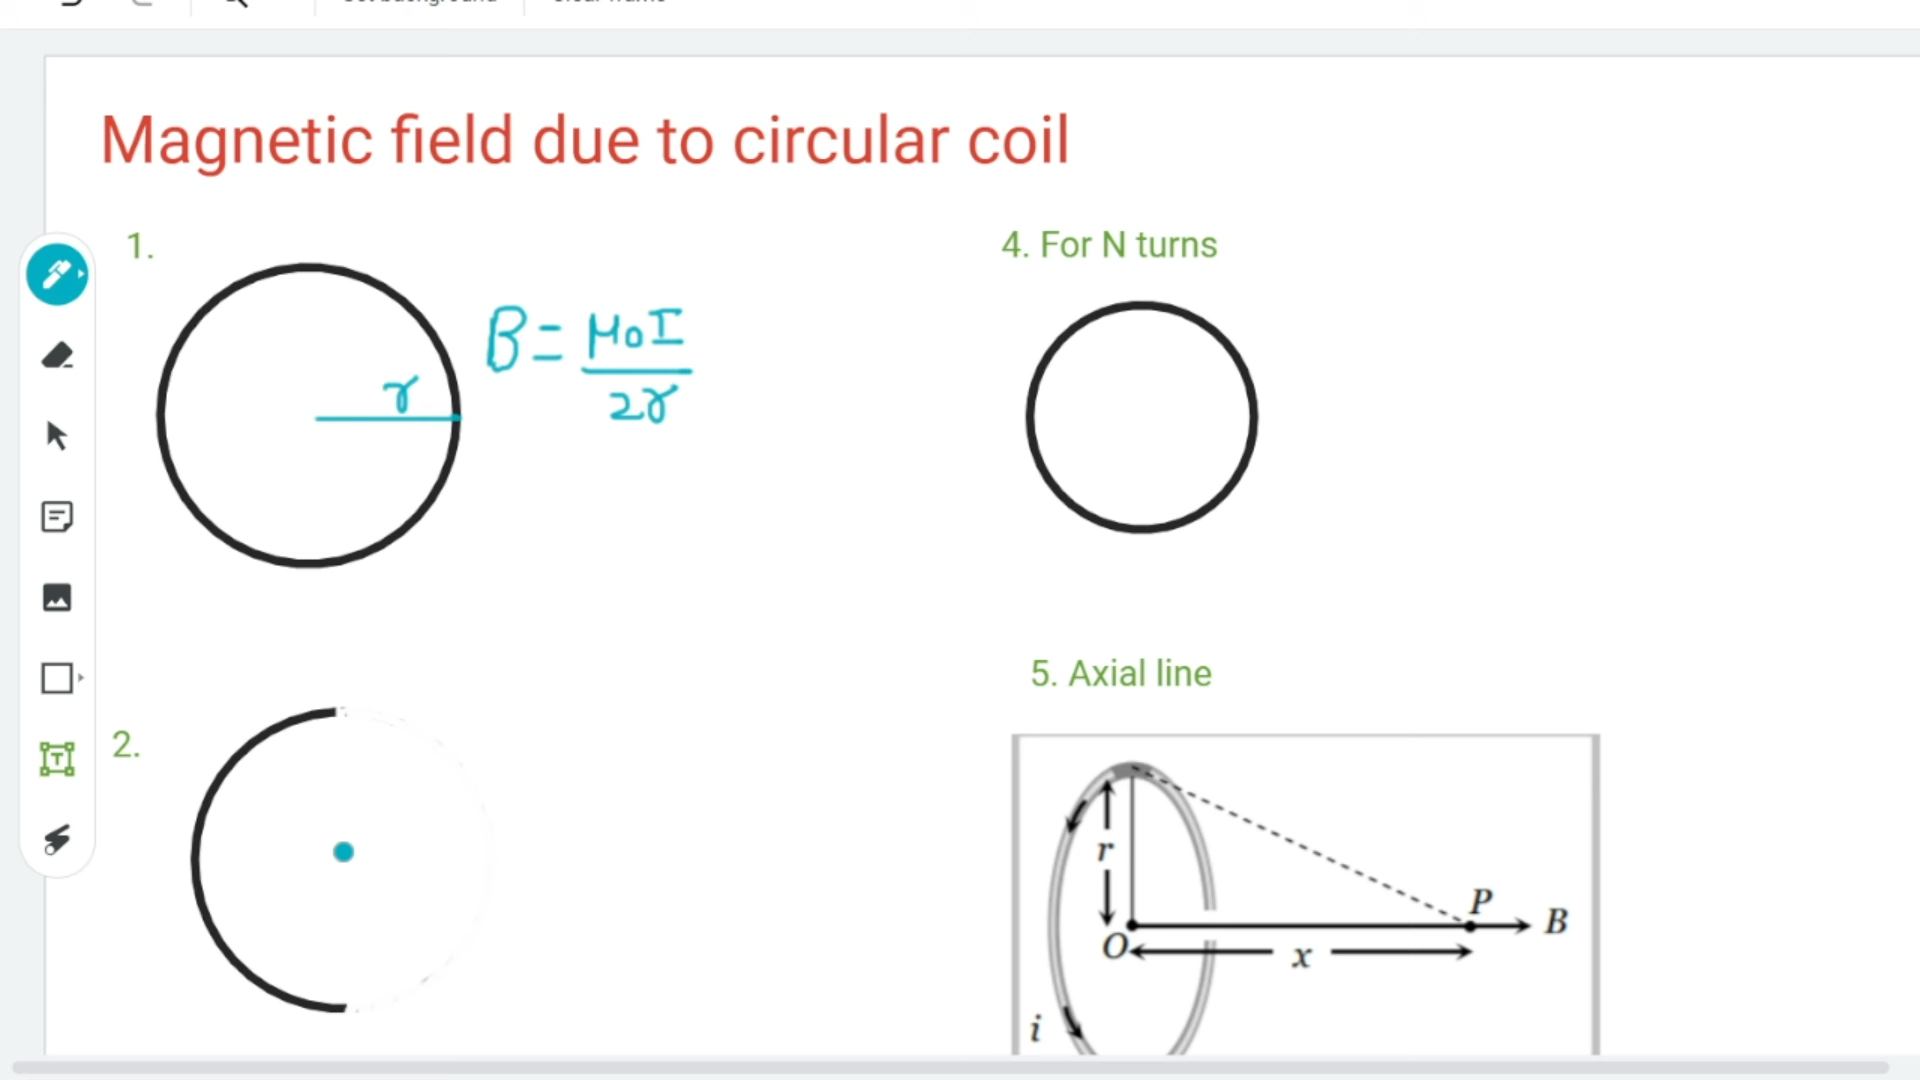 Magnetic field due to circular coil
1.
r
B = μ₀I
2r
4. For N turns
2.
5. Axial line
r
P
B
O
x
i